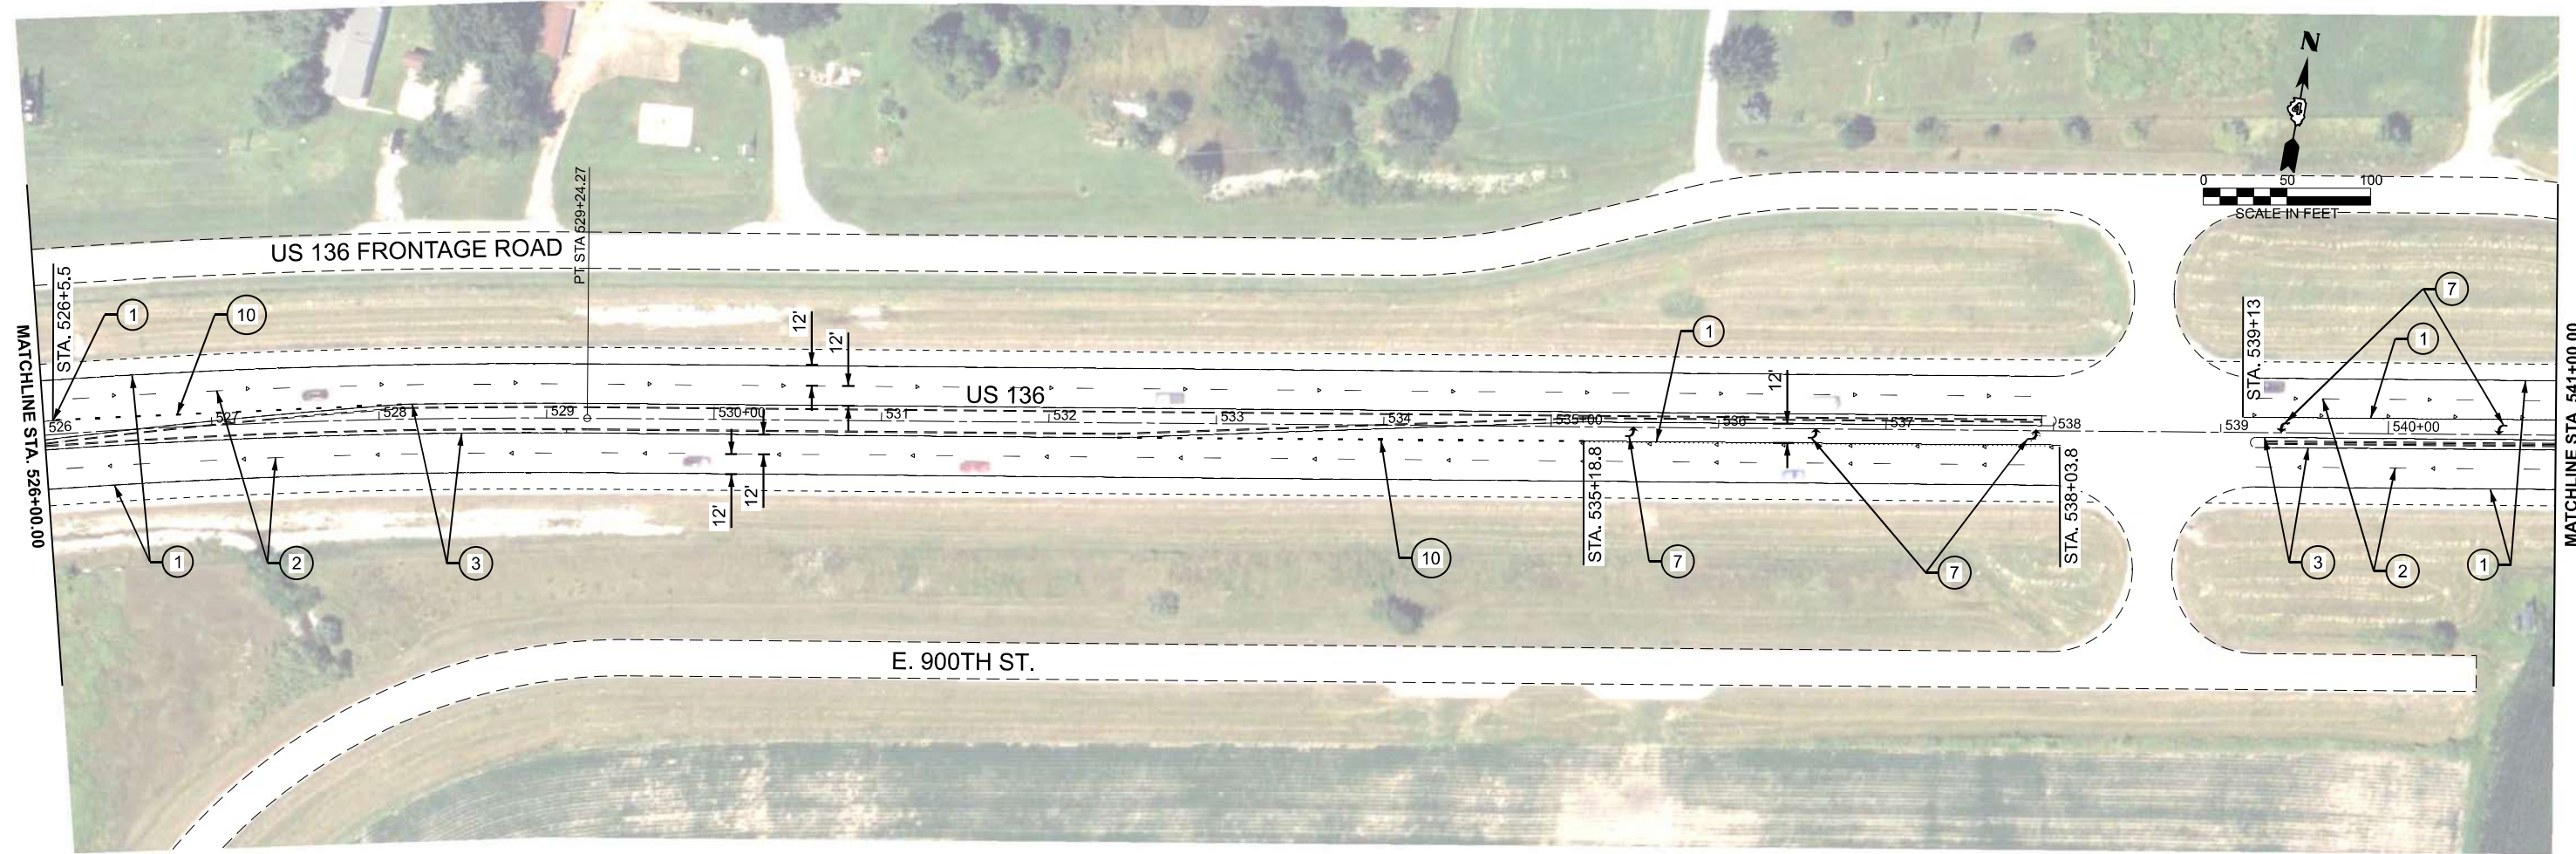 N
0 50 100
SCALE IN FEET
PT STA 529+24.27
US 136 FRONTAGE ROAD
MATCHLINE STA. 526+00.00
STA. 526+5.5
1
10
12'
12'
1
12'
7
1
STA. 539+13
MATCHLINE STA. 541+00.00
US 136
526 527 528 529 530+00 531 532 533 534 535+00 536 537 538 539 540+00
12'
12'
STA. 535+18.8
STA. 538+03.8
1
2
3
10
7
7
3
2
1
E. 900TH ST.